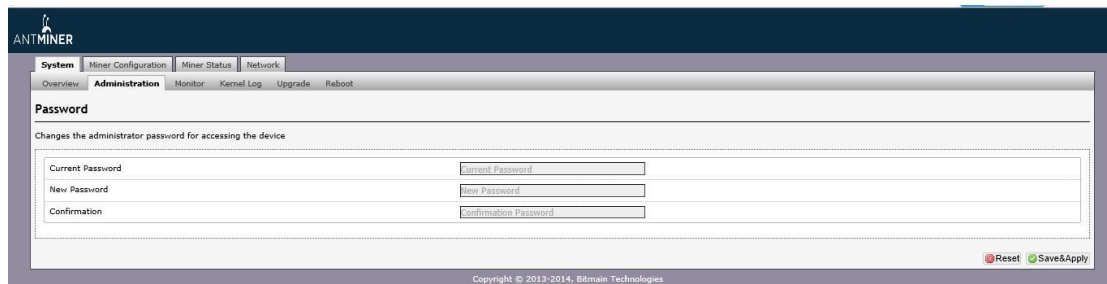 ANTMINER
System Miner Configuration Miner Status Network
Overview Administration Monitor Kernel Log Upgrade Reboot
Password
Changes the administrator password for accessing the device
Current Password Current Password
New Password New Password
Confirmation Confirmation Password
Reset Save&Apply
Copyright © 2013-2014, Bitmain Technologies